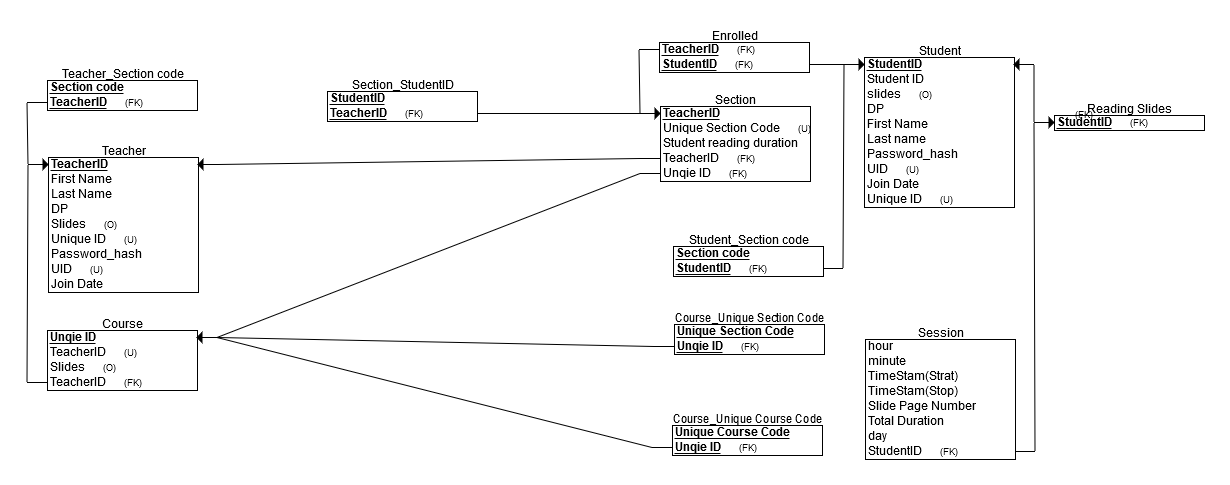 Teacher_Section code
Section code
TeacherID (FK)
Teacher
TeacherID
First Name
Last Name
DP
Slides (O)
Unique ID (U)
Password_hash
UID (U)
Join Date
Course
Unqie ID
TeacherID (U)
Slides (O)
TeacherID (FK)
Section_StudentID
StudentID
TeacherID (FK)
Enrolled
TeacherID (FK)
StudentID (FK)
Section
TeacherID
Unique Section Code (U)
Student reading duration
TeacherID (FK)
Unqie ID (FK)
Student_Section code
Section code
StudentID (FK)
Course_Unique Section Code
Unique Section Code
Unqie ID (FK)
Course_Unique Course Code
Unique Course Code
Unqie ID (FK)
Student
StudentID
Student ID
slides (O)
DP
First Name
Last name
Password_hash
UID (U)
Join Date
Unique ID (U)
Session
hour
minute
TimeStam(Strat)
TimeStam(Stop)
Slide Page Number
Total Duration
day
StudentID (FK)
Reading Slides
(FK)
StudentID (FK)